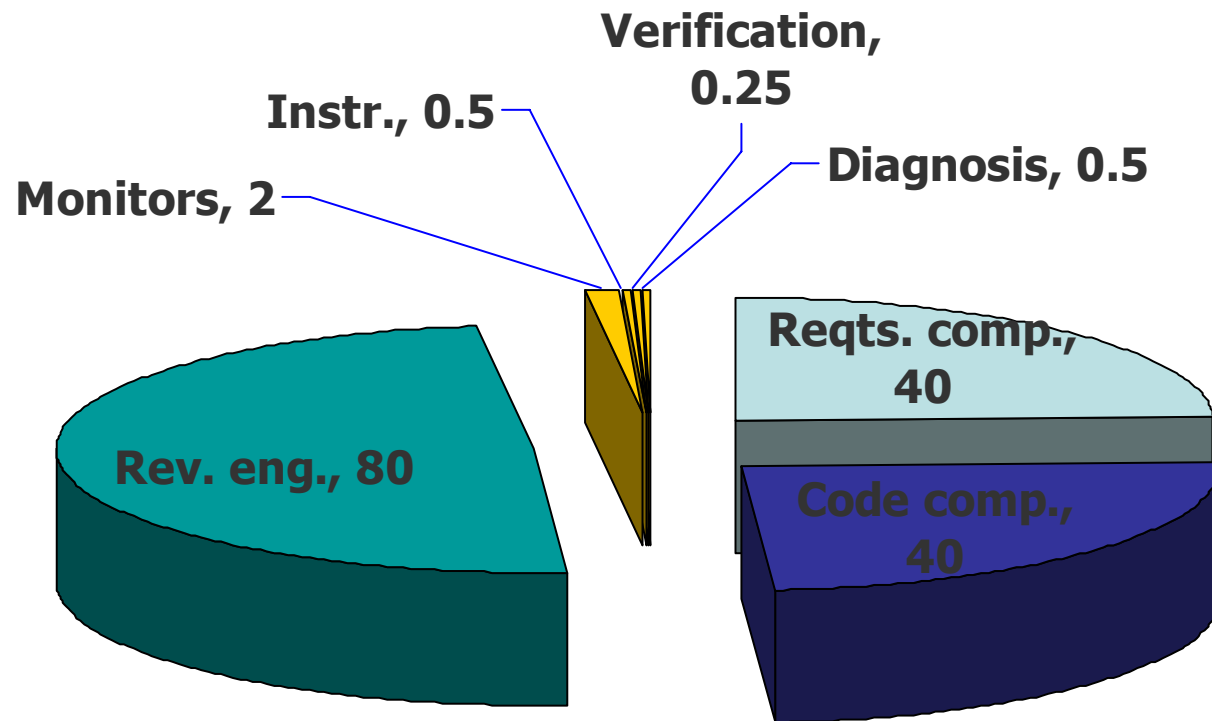 Verification,
0.25
Instr., 0.5
Diagnosis, 0.5
Monitors, 2
Reqts. comp.,
40
Rev. eng., 80
Code comp.,
40